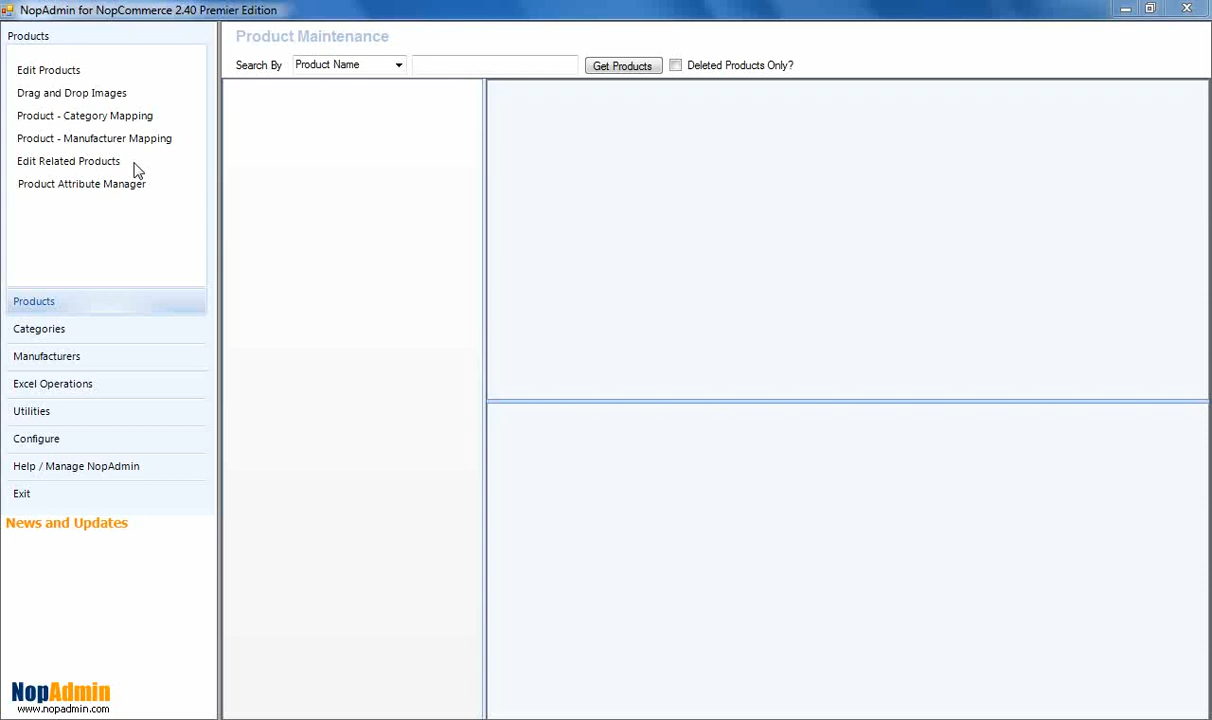 NopAdmin for NopCommerce 2.40 Premier Edition
Products
Edit Products
Drag and Drop Images
Product - Category Mapping
Product - Manufacturer Mapping
Edit Related Products
Product Attribute Manager
Products
Categories
Manufacturers
Excel Operations
Utilities
Configure
Help / Manage NopAdmin
Exit
News and Updates
NopAdmin
www.nopadmin.com
Product Maintenance
Search By Product Name Get Products Deleted Products Only?